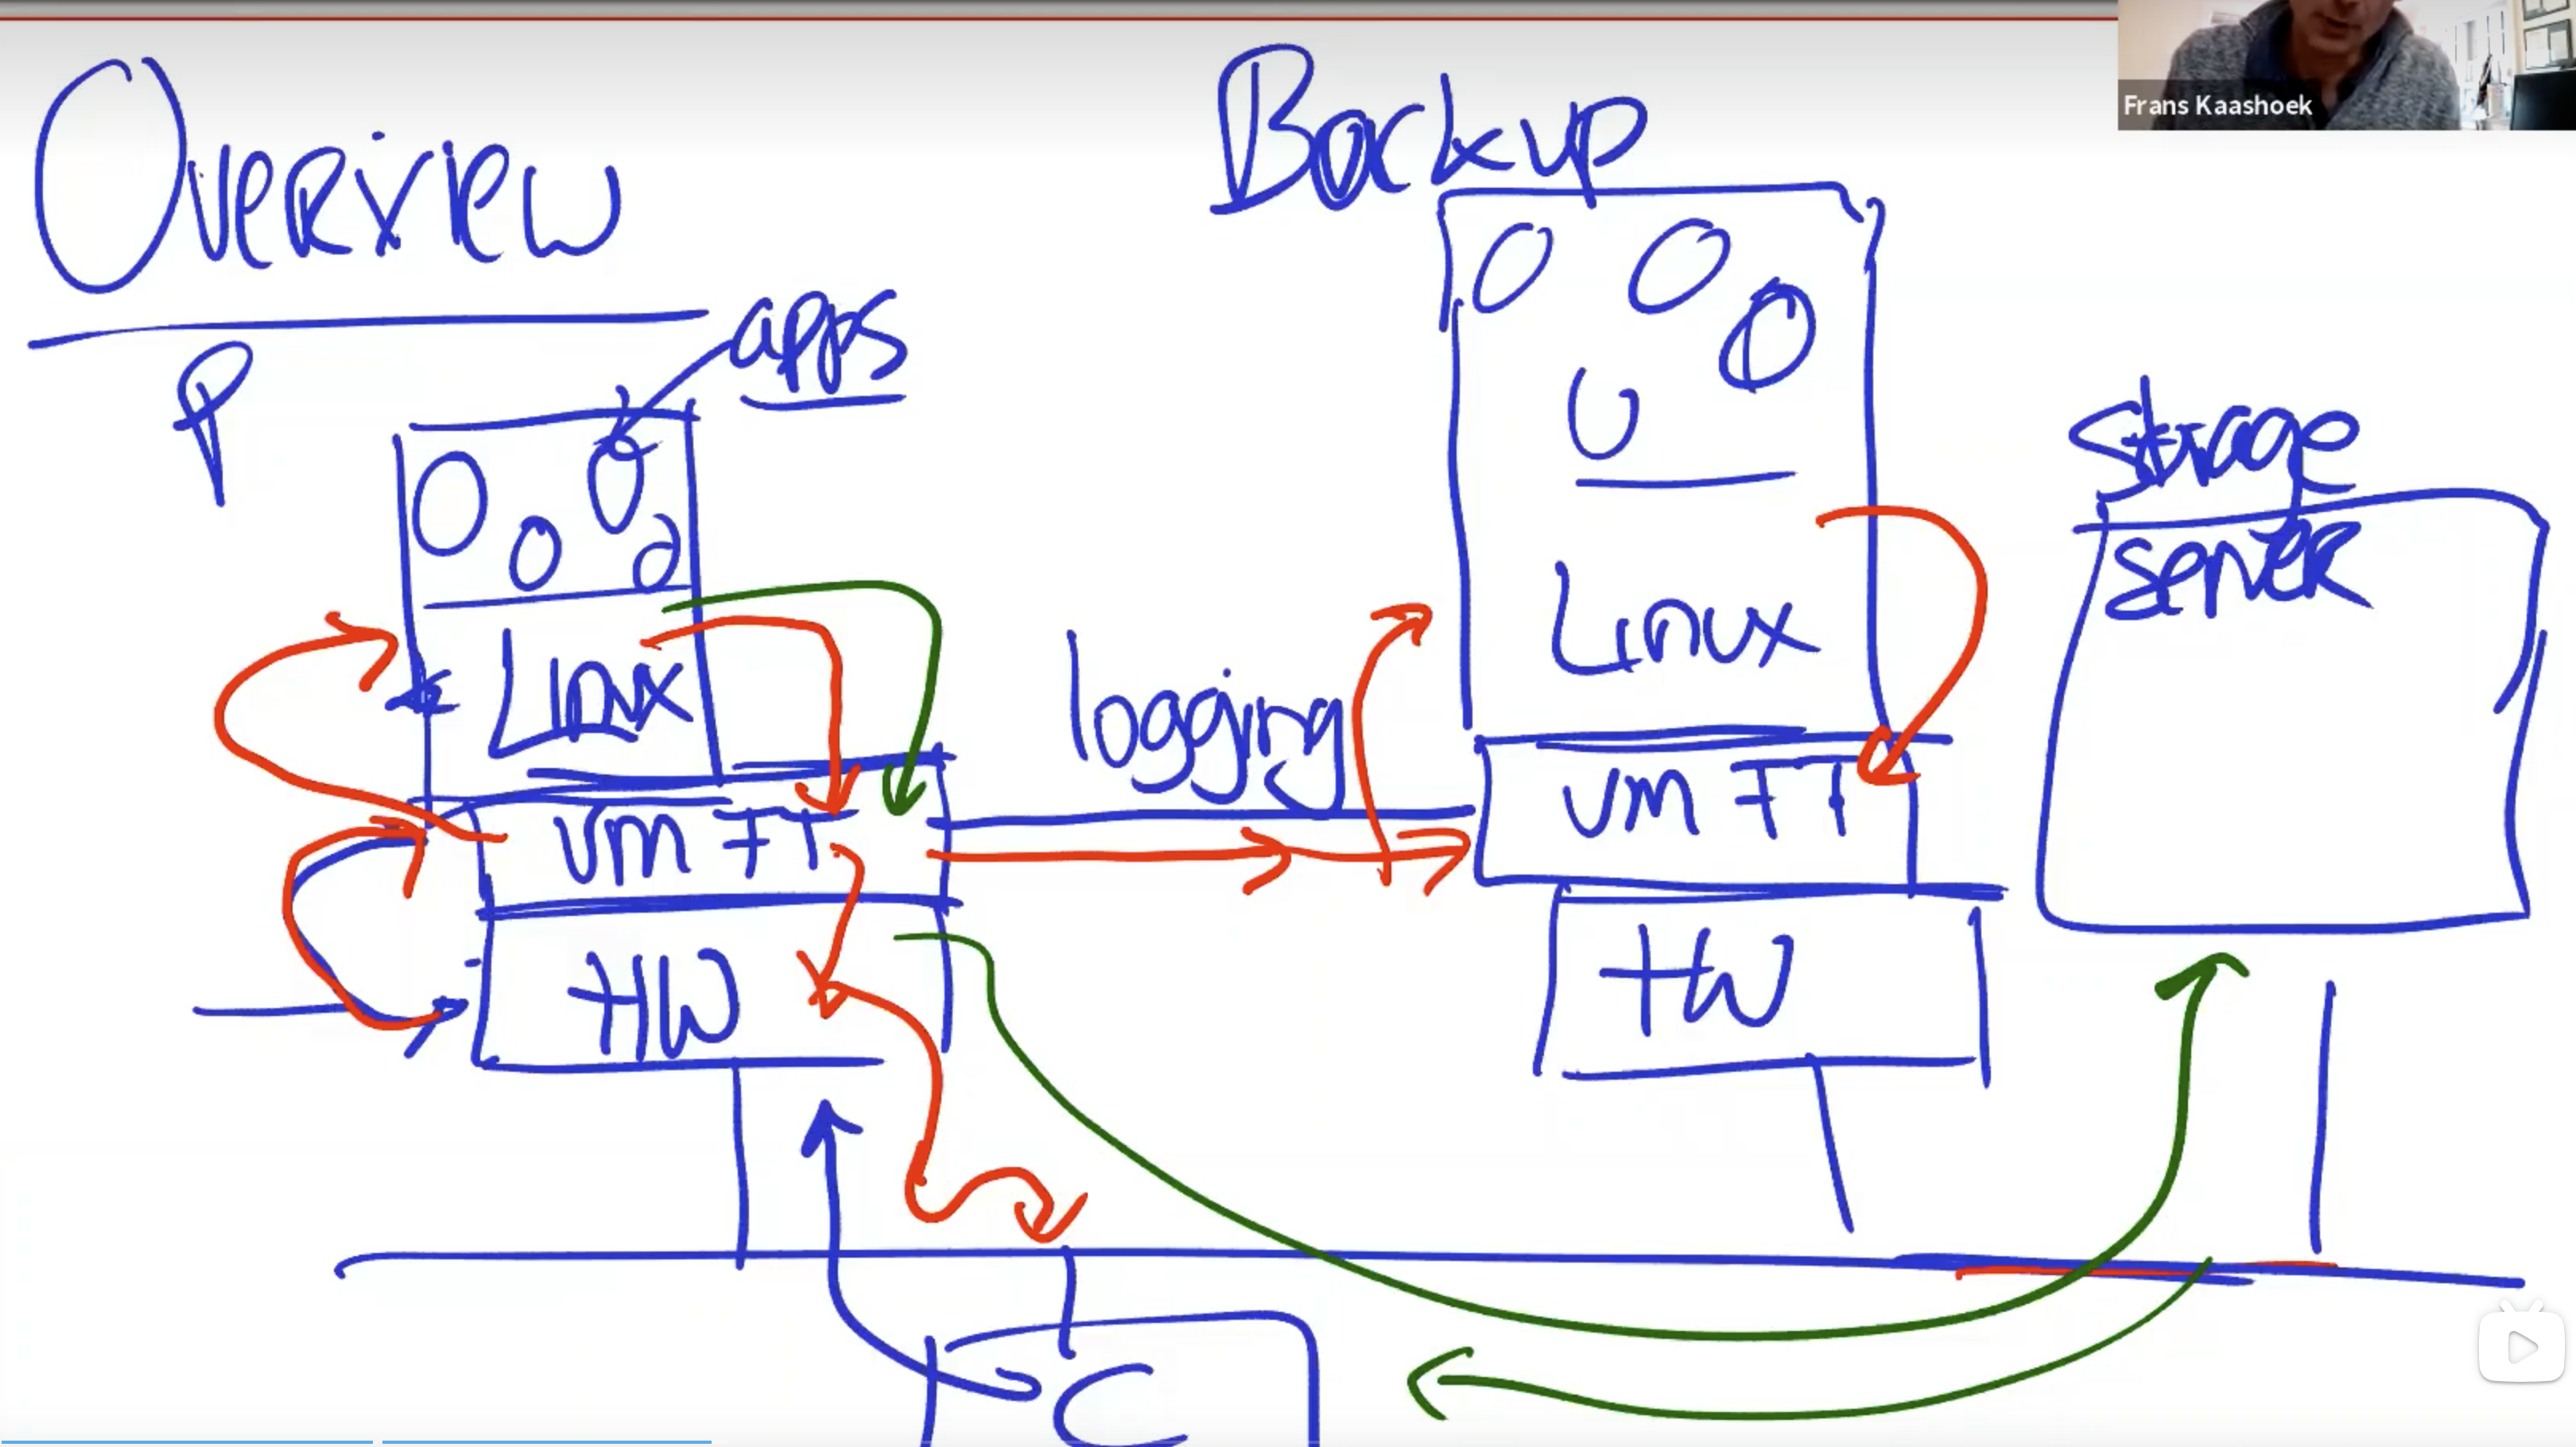 Overview
Backup
Frans Kaashoek
P
apps
Linux
logging
Linux
Storage
server
VM FT
VM FT
HW
HW
C